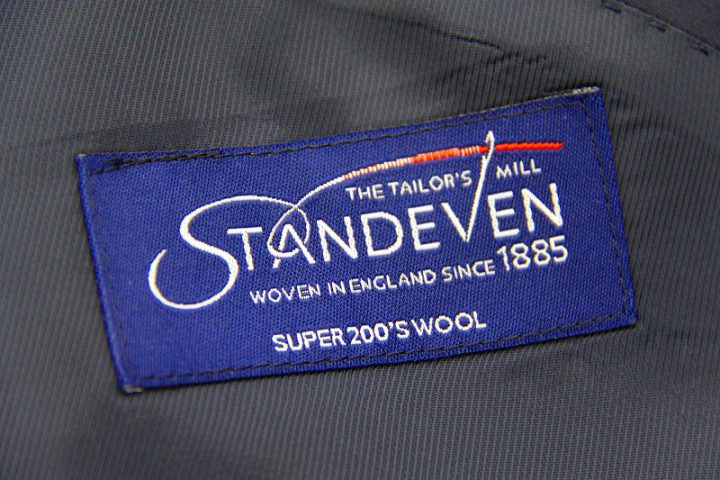 THE TAILOR'S MILL
STANDEVEN
WOVEN IN ENGLAND SINCE 1885
SUPER 200'S WOOL